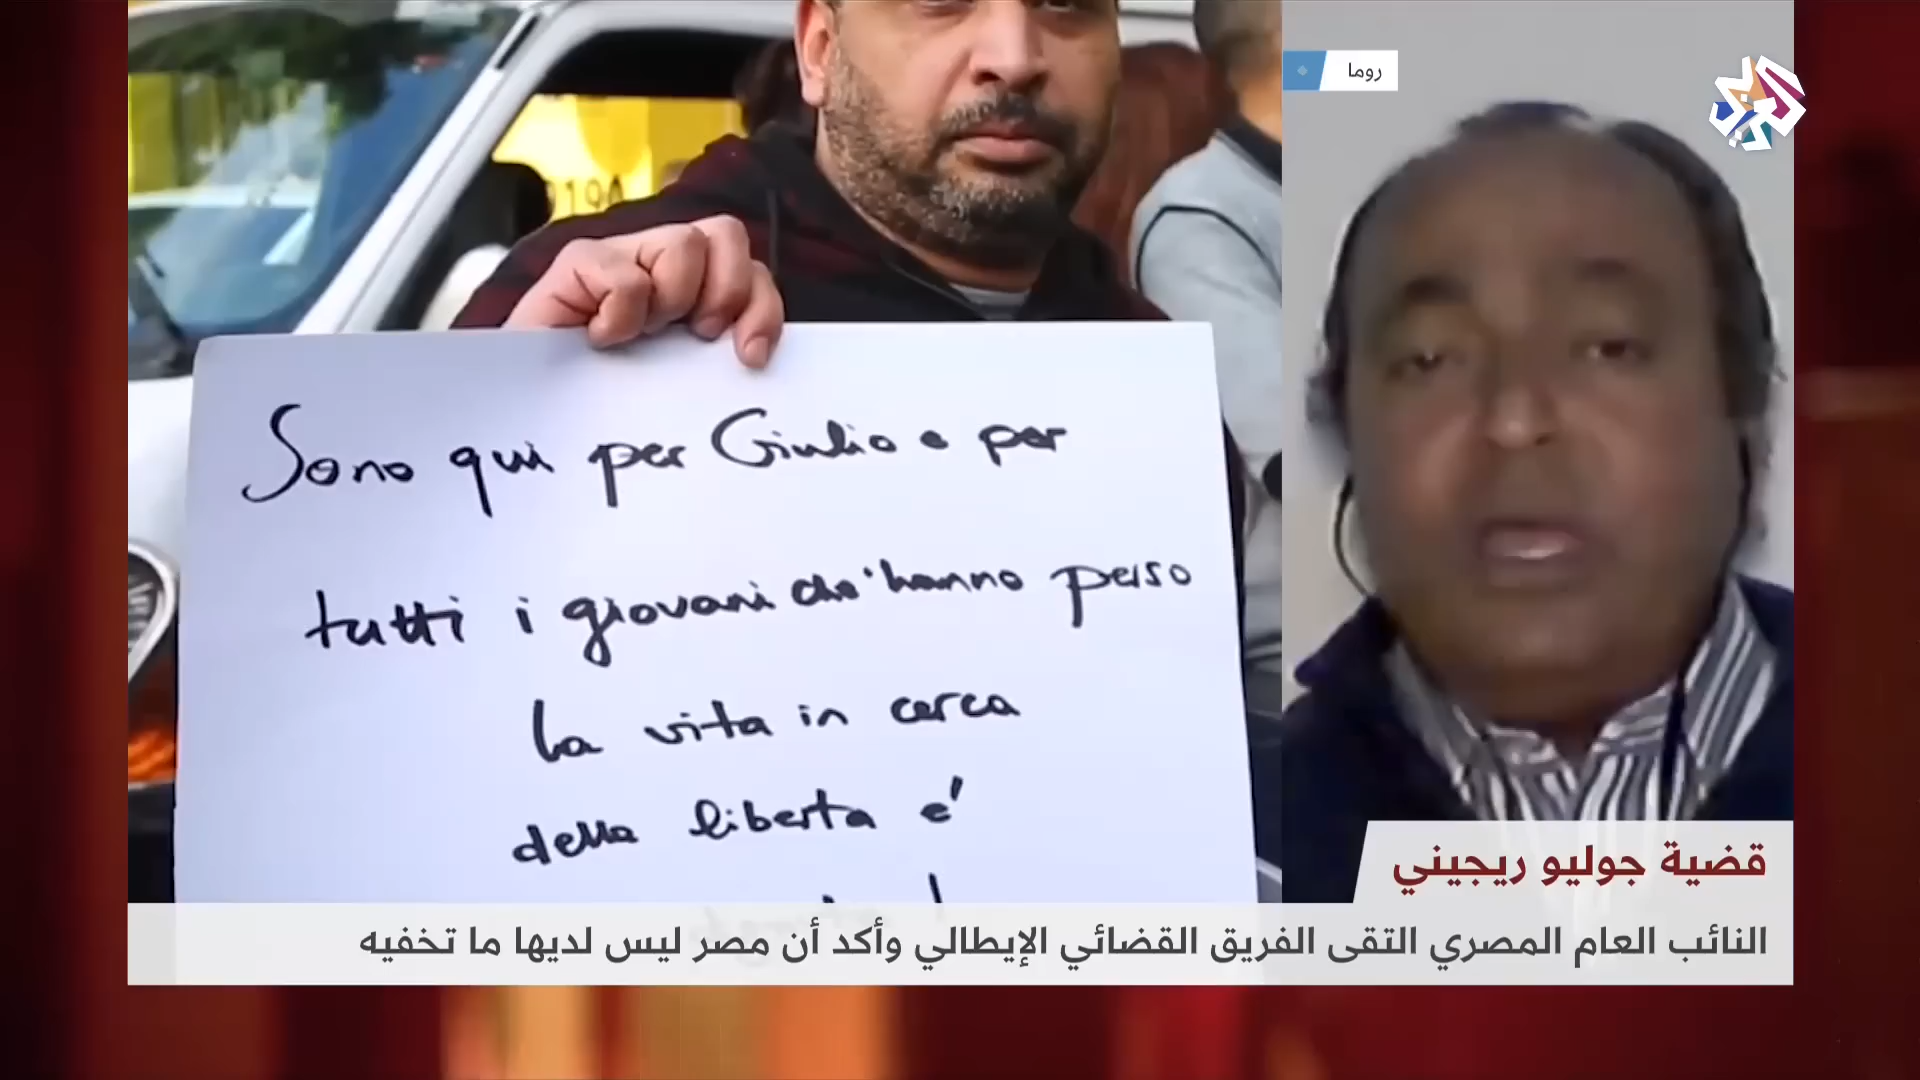 روما
Sono qui per Giulio e per
tutti i giovani che hanno perso
la vita in cerca
della liberta e'
قضية جوليو ريجيني
النائب العام المصري التقى الفريق القضائي الإيطالي وأكد أن مصر ليس لديها ما تخفيه